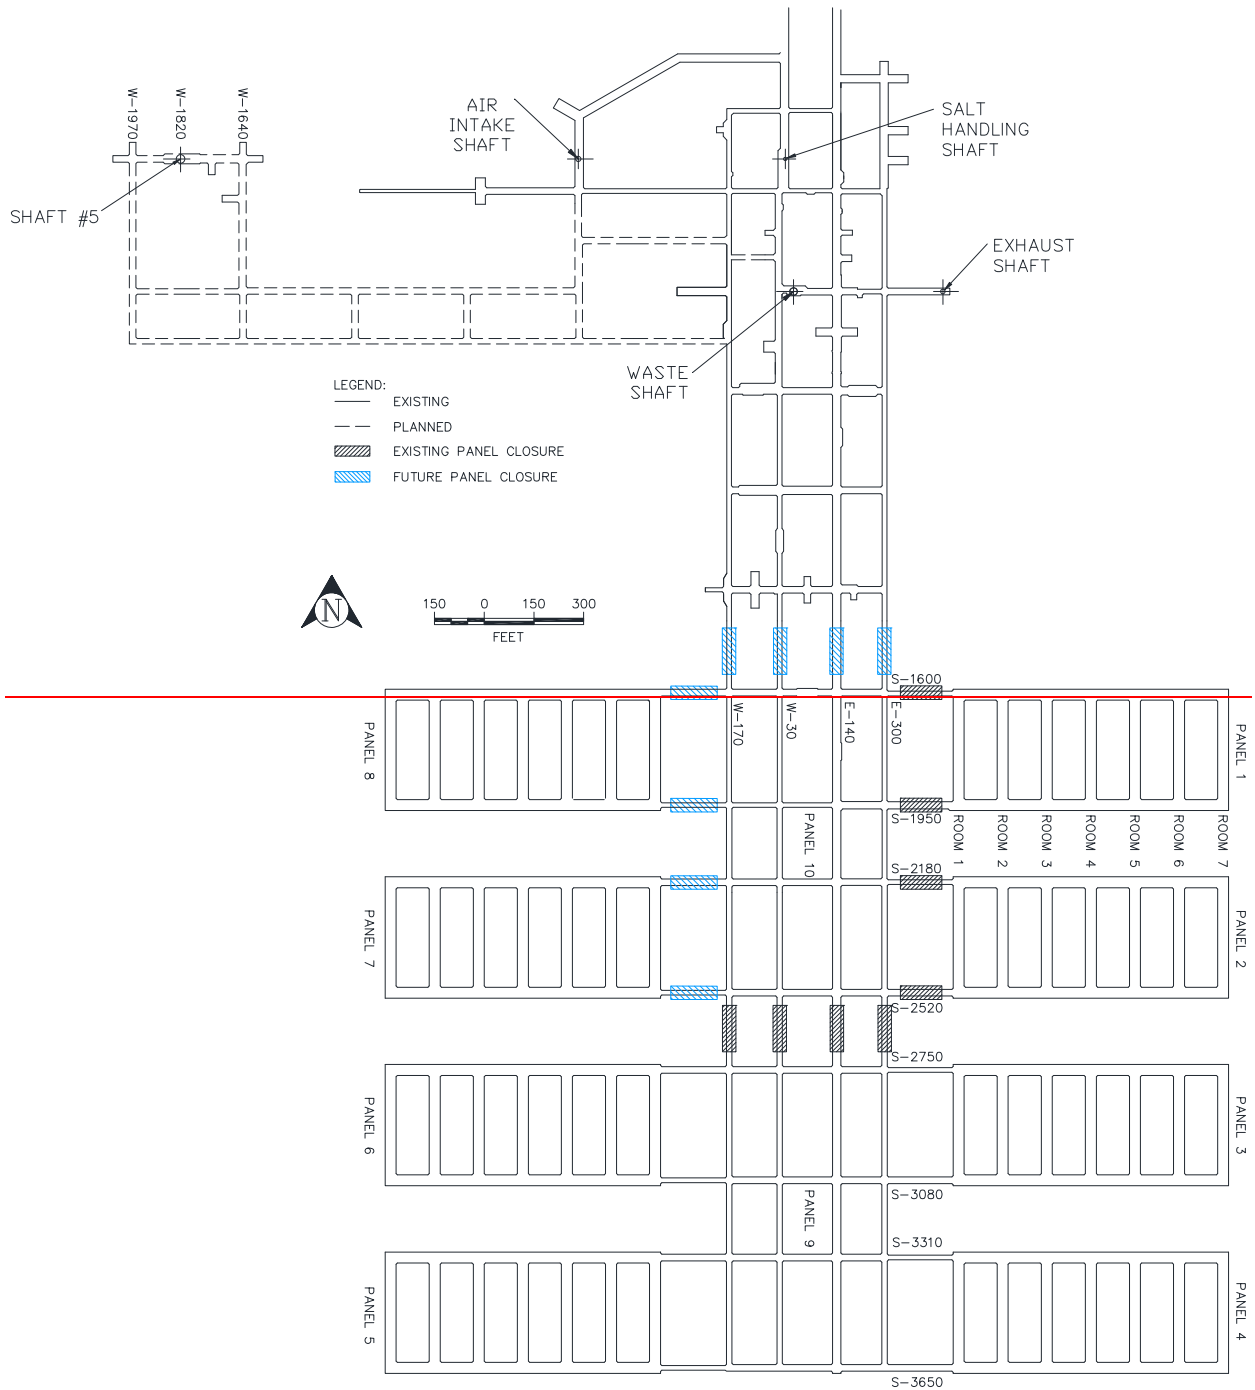 W-1970
W-1820
W-1640
AIR
INTAKE
SHAFT
SALT
HANDLING
SHAFT
SHAFT #5
EXHAUST
SHAFT
WASTE
SHAFT
LEGEND:
EXISTING
PLANNED
EXISTING PANEL CLOSURE
FUTURE PANEL CLOSURE
N
150 0 150 300
FEET
S-1600
W-170
W-30
E-140
E-300
PANEL 8
PANEL 1
S-1950
PANEL 10
ROOM 1
ROOM 2
ROOM 3
ROOM 4
ROOM 5
ROOM 6
ROOM 7
S-2180
PANEL 7
PANEL 2
S-2520
S-2750
PANEL 6
PANEL 3
S-3080
PANEL 9
S-3310
PANEL 5
PANEL 4
S-3650